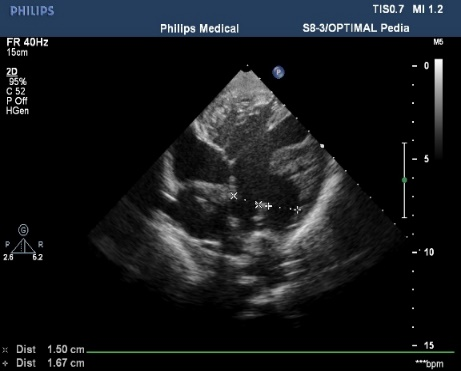 PHILIPS
TIS0.7 MI 1.2
Philips Medical
S8-3/OPTIMAL Pedia
FR 40Hz
15cm
M5
2D
95%
C 52
P Off
HGen
P
0
5
10
15
G
P R
2.6 5.2
Dist 1.50 cm
Dist 1.67 cm
***bpm